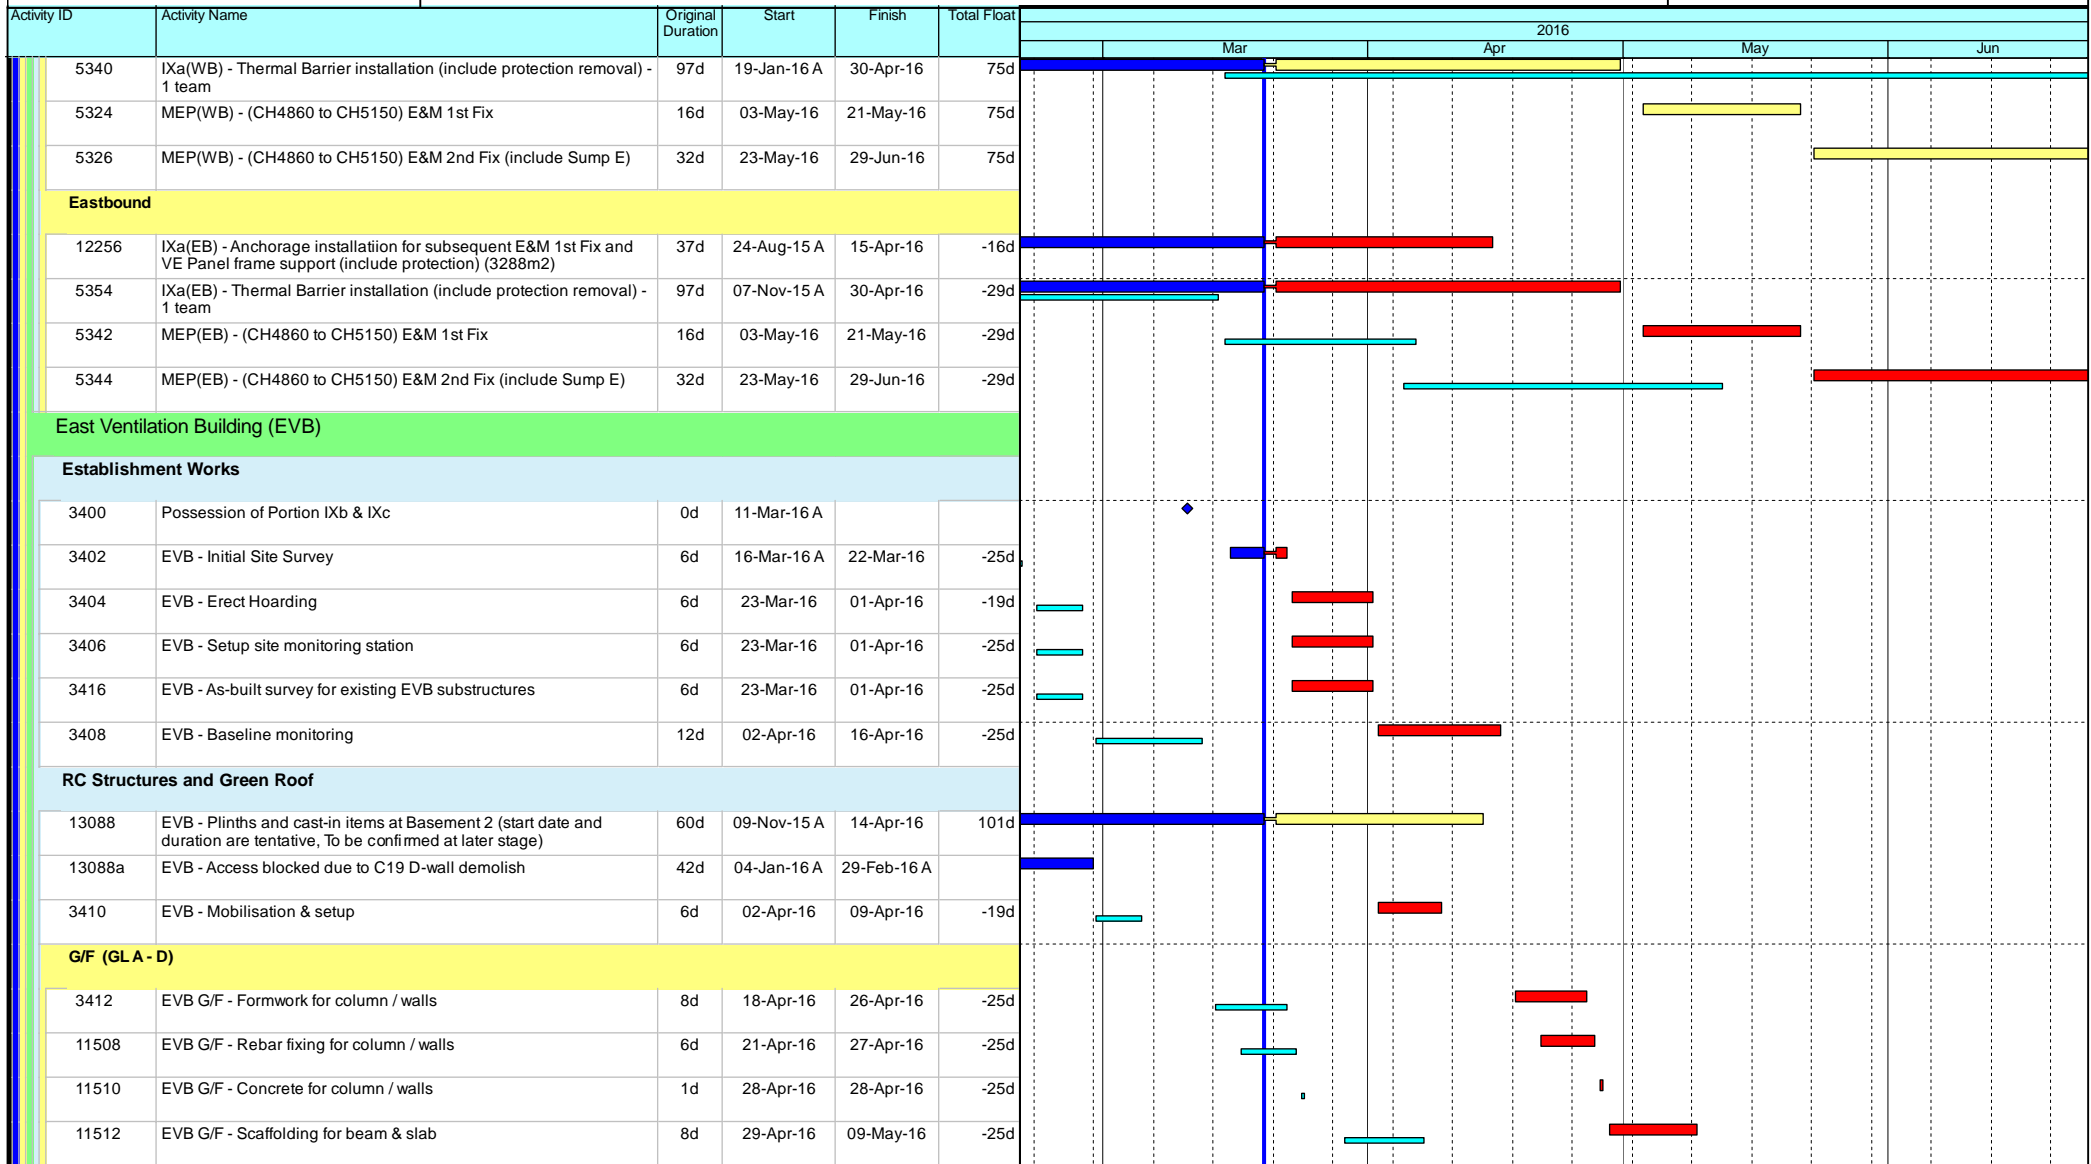 Activity ID Activity Name Original Start Finish Total Float
Duration
2016
Mar Apr May Jun
5340 IXa(WB) - Thermal Barrier installation (include protection removal) - 97d 19-Jan-16 A 30-Apr-16 75d
1 team
5324 MEP(WB) - (CH4860 to CH5150) E&M 1st Fix 16d 03-May-16 21-May-16 75d
5326 MEP(WB) - (CH4860 to CH5150) E&M 2nd Fix (include Sump E) 32d 23-May-16 29-Jun-16 75d
Eastbound
12256 IXa(EB) - Anchorage installatiion for subsequent E&M 1st Fix and 37d 24-Aug-15 A 15-Apr-16 -16d
VE Panel frame support (include protection) (3288m2)
5354 IXa(EB) - Thermal Barrier installation (include protection removal) - 97d 07-Nov-15 A 30-Apr-16 -29d
1 team
5342 MEP(EB) - (CH4860 to CH5150) E&M 1st Fix 16d 03-May-16 21-May-16 -29d
5344 MEP(EB) - (CH4860 to CH5150) E&M 2nd Fix (include Sump E) 32d 23-May-16 29-Jun-16 -29d
East Ventilation Building (EVB)
Establishment Works
3400 Possession of Portion IXb & IXc 0d 11-Mar-16 A
3402 EVB - Initial Site Survey 6d 16-Mar-16 A 22-Mar-16 -25d
3404 EVB - Erect Hoarding 6d 23-Mar-16 01-Apr-16 -19d
3406 EVB - Setup site monitoring station 6d 23-Mar-16 01-Apr-16 -25d
3416 EVB - As-built survey for existing EVB substructures 6d 23-Mar-16 01-Apr-16 -25d
3408 EVB - Baseline monitoring 12d 02-Apr-16 16-Apr-16 -25d
RC Structures and Green Roof
13088 EVB - Plinths and cast-in items at Basement 2 (start date and 60d 09-Nov-15 A 14-Apr-16 101d
duration are tentative, To be confirmed at later stage)
13088a EVB - Access blocked due to C19 D-wall demolish 42d 04-Jan-16 A 29-Feb-16 A
3410 EVB - Mobilisation & setup 6d 02-Apr-16 09-Apr-16 -19d
G/F (GL A - D)
3412 EVB G/F - Formwork for column / walls 8d 18-Apr-16 26-Apr-16 -25d
11508 EVB G/F - Rebar fixing for column / walls 6d 21-Apr-16 27-Apr-16 -25d
11510 EVB G/F - Concrete for column / walls 1d 28-Apr-16 28-Apr-16 -25d
11512 EVB G/F - Scaffolding for beam & slab 8d 29-Apr-16 09-May-16 -25d